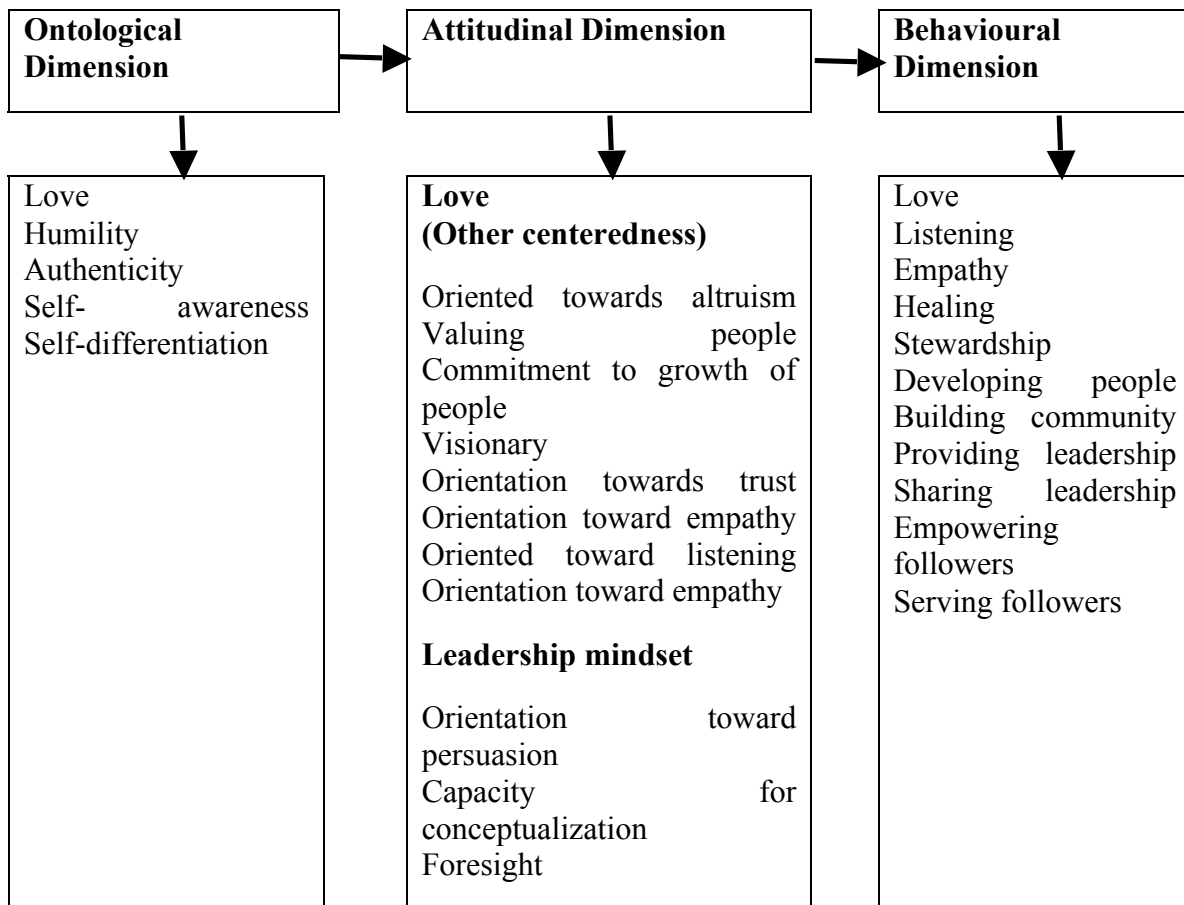 Ontological
Dimension
Attitudinal Dimension
Behavioural
Dimension
Love
Humility
Authenticity
Self- awareness
Self-differentiation
Love
(Other centeredness)
Oriented towards altruism
Valuing people
Commitment to growth of
people
Visionary
Orientation towards trust
Orientation toward empathy
Oriented toward listening
Orientation toward empathy
Leadership mindset
Orientation toward
persuasion
Capacity for
conceptualization
Foresight
Love
Listening
Empathy
Healing
Stewardship
Developing people
Building community
Providing leadership
Sharing leadership
Empowering
followers
Serving followers